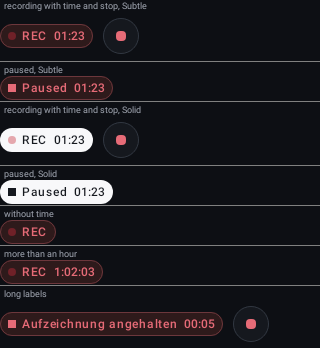 recording with time and stop, Subtle
REC 01:23
paused, Subtle
Paused 01:23
recording with time and stop, Solid
REC 01:23
paused, Solid
Paused 01:23
without time
REC
more than an hour
REC 1:02:03
long labels
Aufzeichnung angehalten 00:05